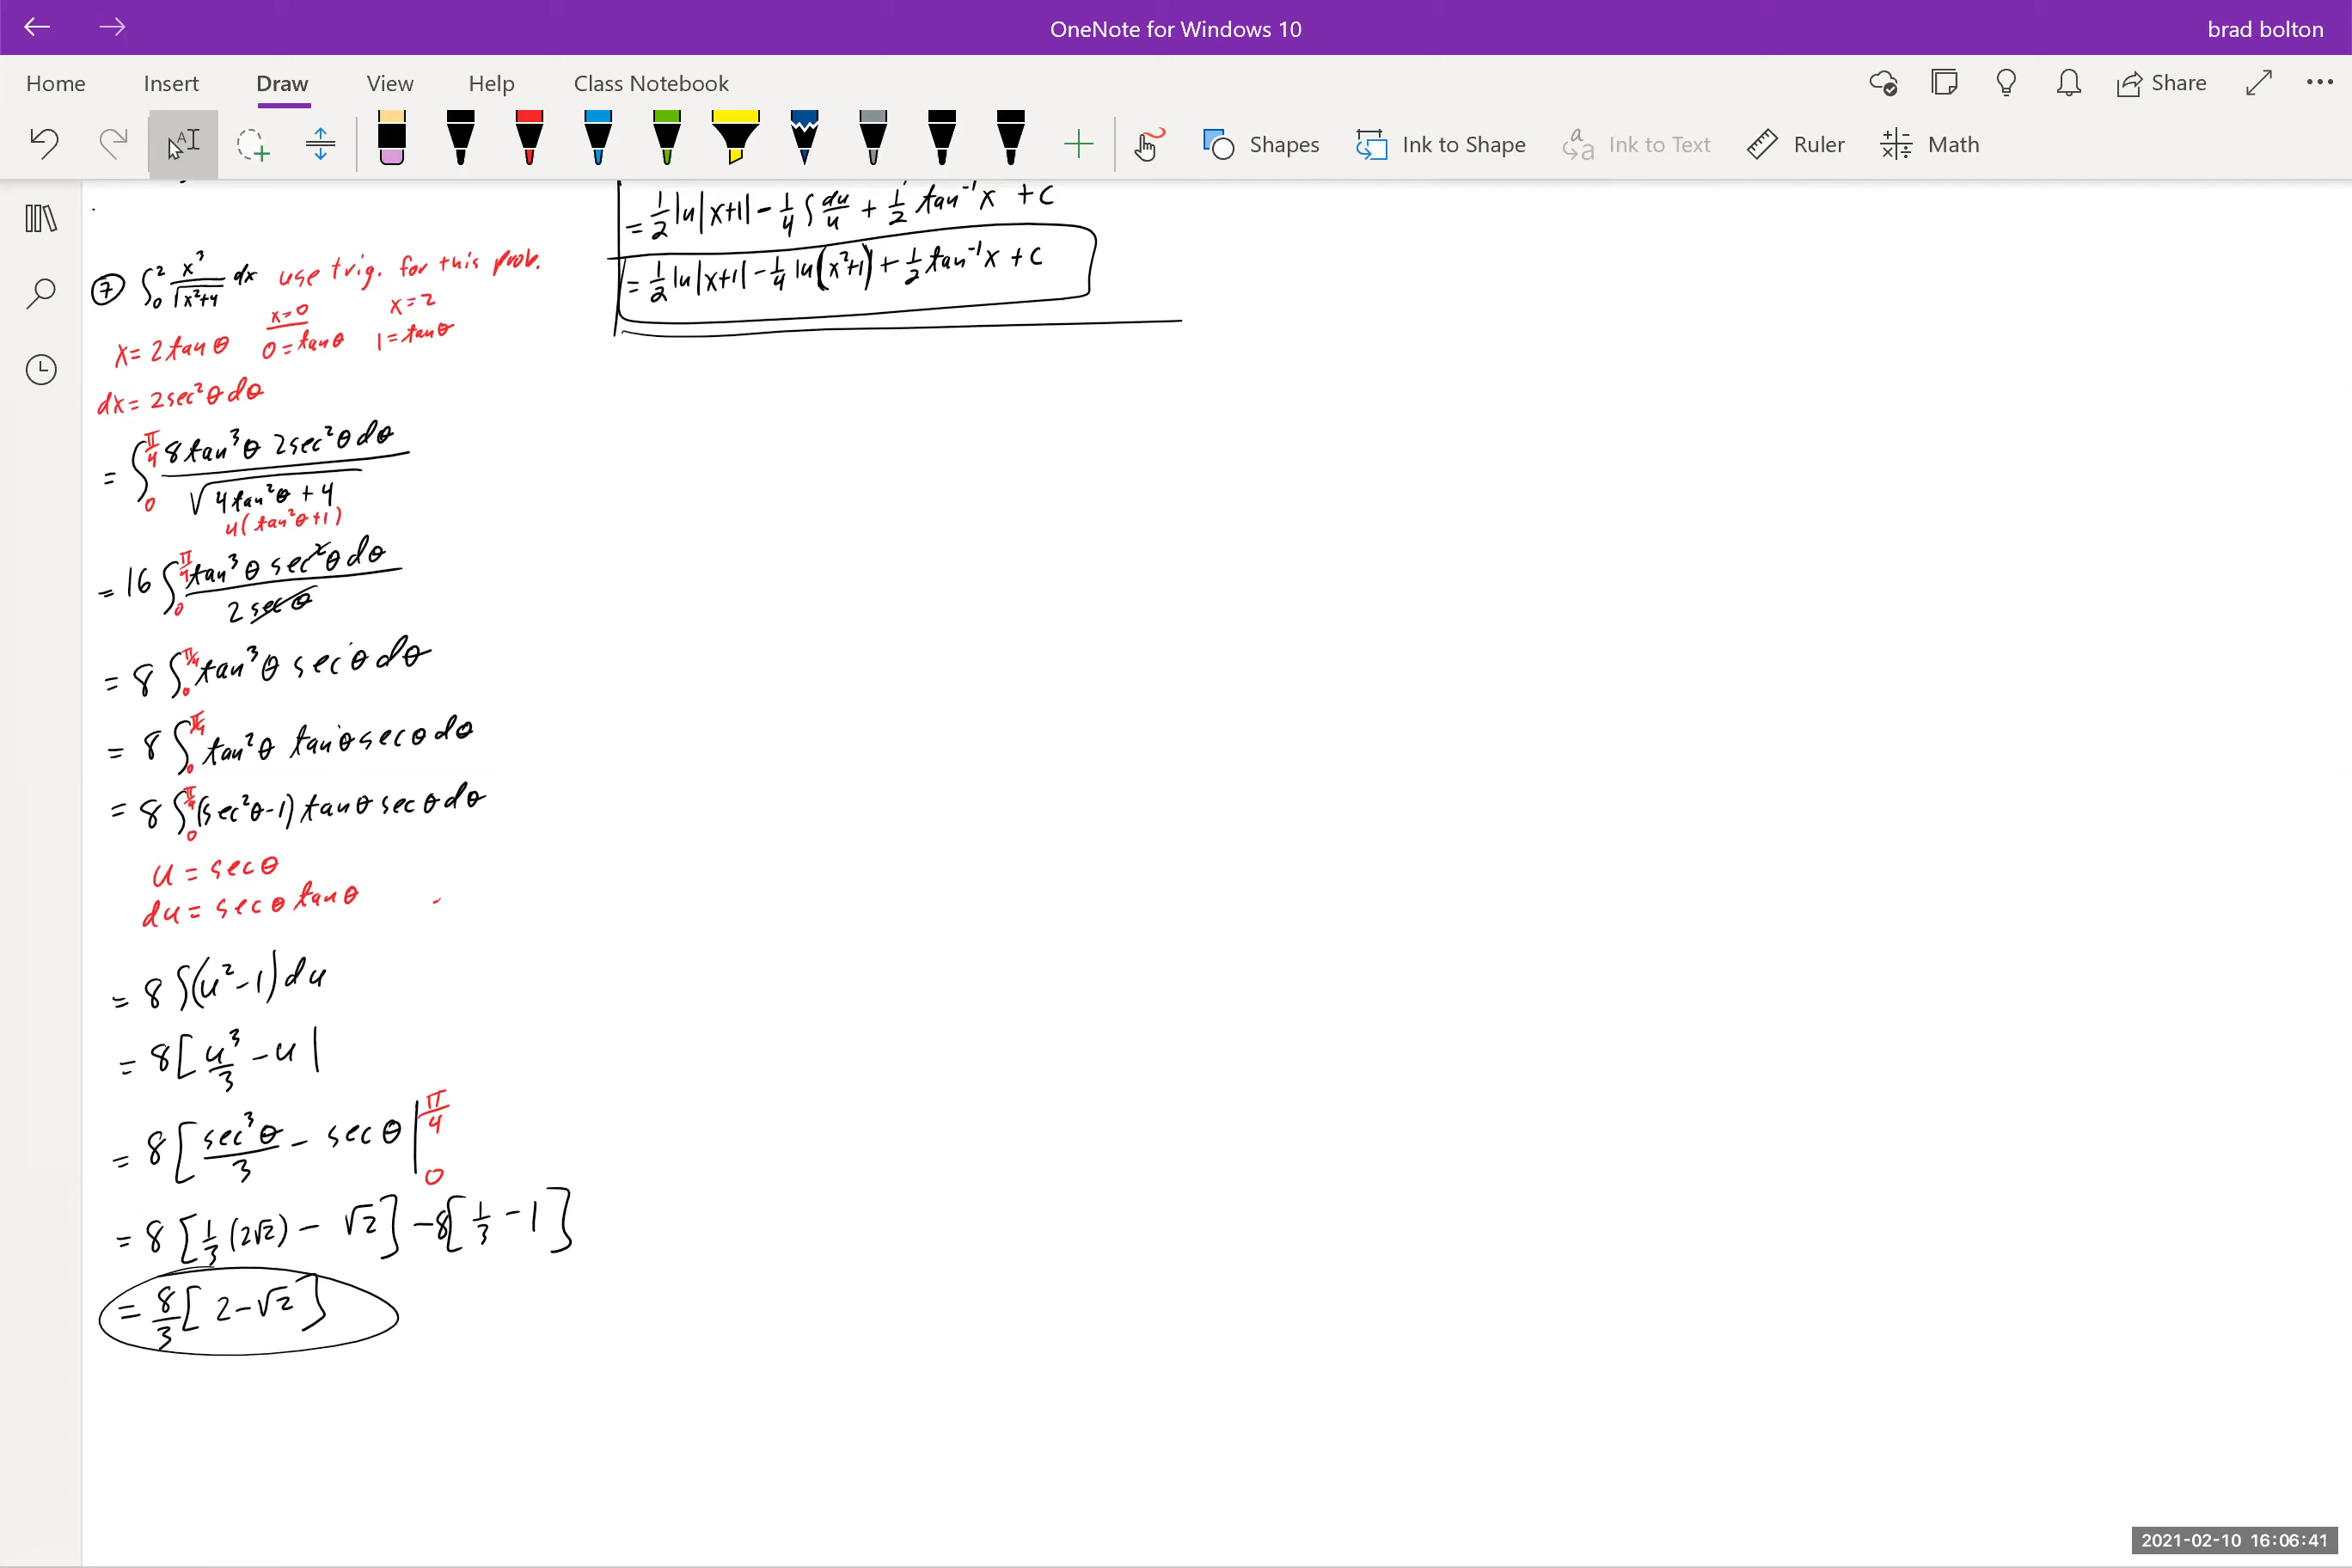 OneNote for Windows 10
brad bolton
Home Insert Draw View Help Class Notebook
Share
Shapes Ink to Shape Ink to Text Ruler Math
= 1/2 ln|x+1| - 1/4 ∫ du/u + 1/2 tan⁻¹x + C
= 1/2 ln|x+1| - 1/4 ln(x²+1) + 1/2 tan⁻¹x + C
⑦ ∫₀² x³/√(x²+4) dx use trig. for this prob.
x=0 x=2
x = 2tanθ 0=tanθ 1=tanθ
dx = 2sec²θ dθ
= ∫₀^(π/4) 8tan³θ 2sec²θ dθ / √(4tan²θ + 4)
4(tan²θ+1)
= 16 ∫₀^(π/4) tan³θ sec²θ dθ / 2secθ
= 8 ∫₀^(π/4) tan³θ secθ dθ
= 8 ∫₀^(π/4) tan²θ tanθ secθ dθ
= 8 ∫₀^(π/4) (sec²θ-1) tanθ secθ dθ
u = secθ
du = secθ tanθ
= 8 ∫(u²-1) du
= 8[u³/3 - u|
= 8[sec³θ/3 - secθ|₀^(π/4)
= 8[1/3 (2√2) - √2] - 8[1/3 - 1]
= 8/3 [2-√2]
2021-02-10 16:06:41